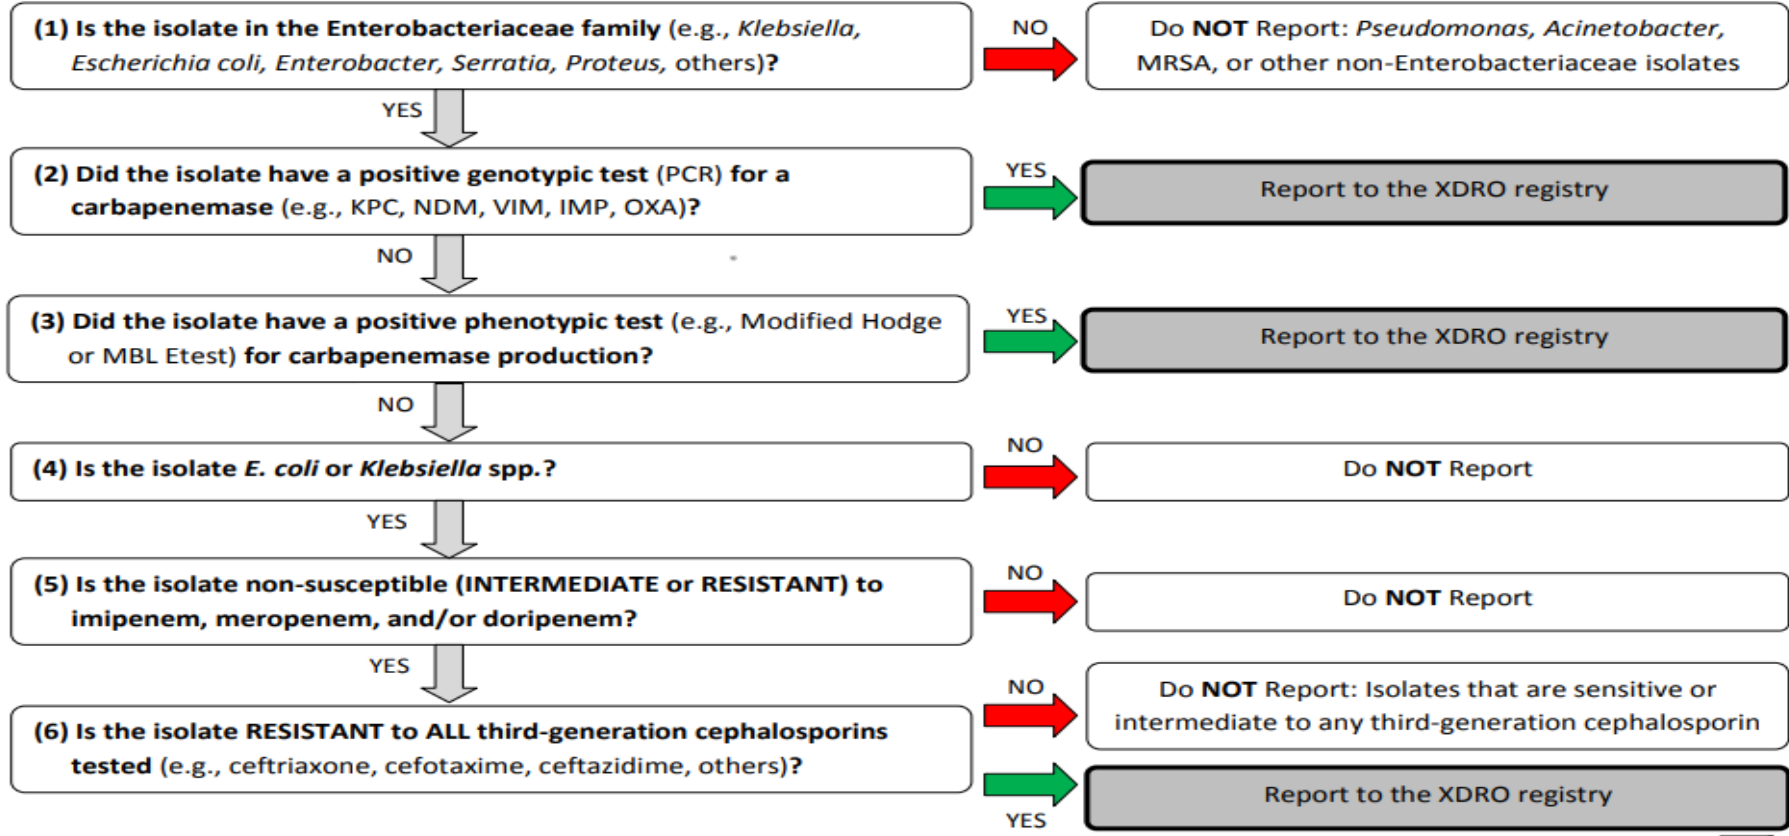 (1) Is the isolate in the Enterobacteriaceae family (e.g., Klebsiella,
Escherichia coli, Enterobacter, Serratia, Proteus, others)?
NO
Do NOT Report: Pseudomonas, Acinetobacter,
MRSA, or other non-Enterobacteriaceae isolates
YES
(2) Did the isolate have a positive genotypic test (PCR) for a
carbapenemase (e.g., KPC, NDM, VIM, IMP, OXA)?
YES
Report to the XDRO registry
NO
(3) Did the isolate have a positive phenotypic test (e.g., Modified Hodge
or MBL Etest) for carbapenemase production?
YES
Report to the XDRO registry
NO
(4) Is the isolate E. coli or Klebsiella spp.?
NO
Do NOT Report
YES
(5) Is the isolate non-susceptible (INTERMEDIATE or RESISTANT) to
imipenem, meropenem, and/or doripenem?
NO
Do NOT Report
YES
(6) Is the isolate RESISTANT to ALL third-generation cephalosporins
tested (e.g., ceftriaxone, cefotaxime, ceftazidime, others)?
NO
Do NOT Report: Isolates that are sensitive or
intermediate to any third-generation cephalosporin
YES
Report to the XDRO registry